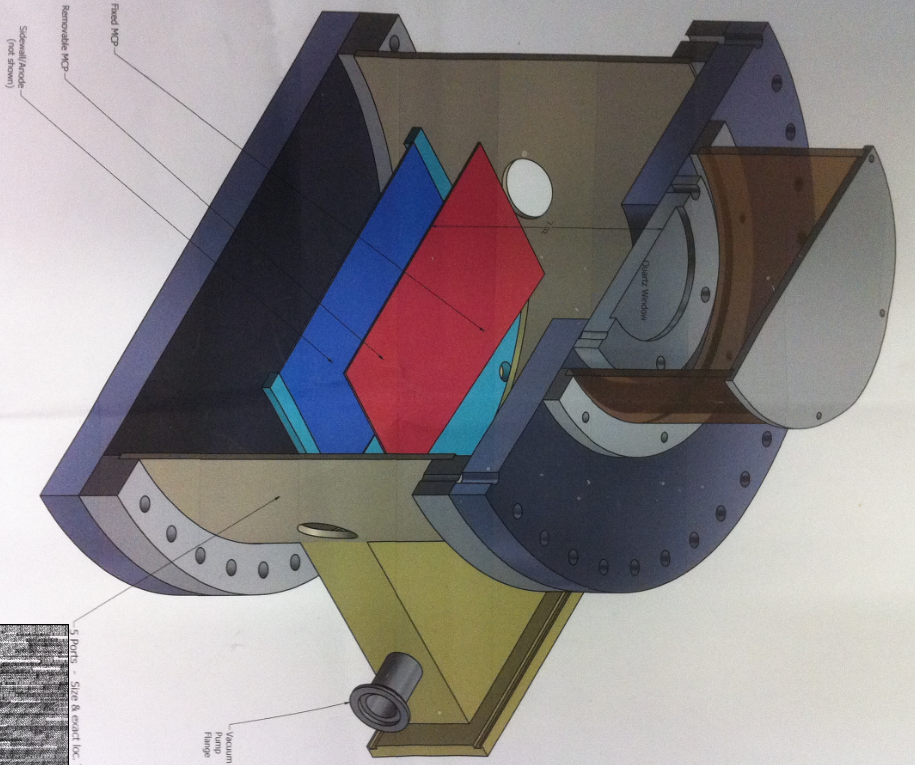 Fixed MCP
Removable MCP
Sidewall/Anode
(not shown)
Quartz Window
5 Ports - Size & exact loc.
Vacuum
Pump
Flange